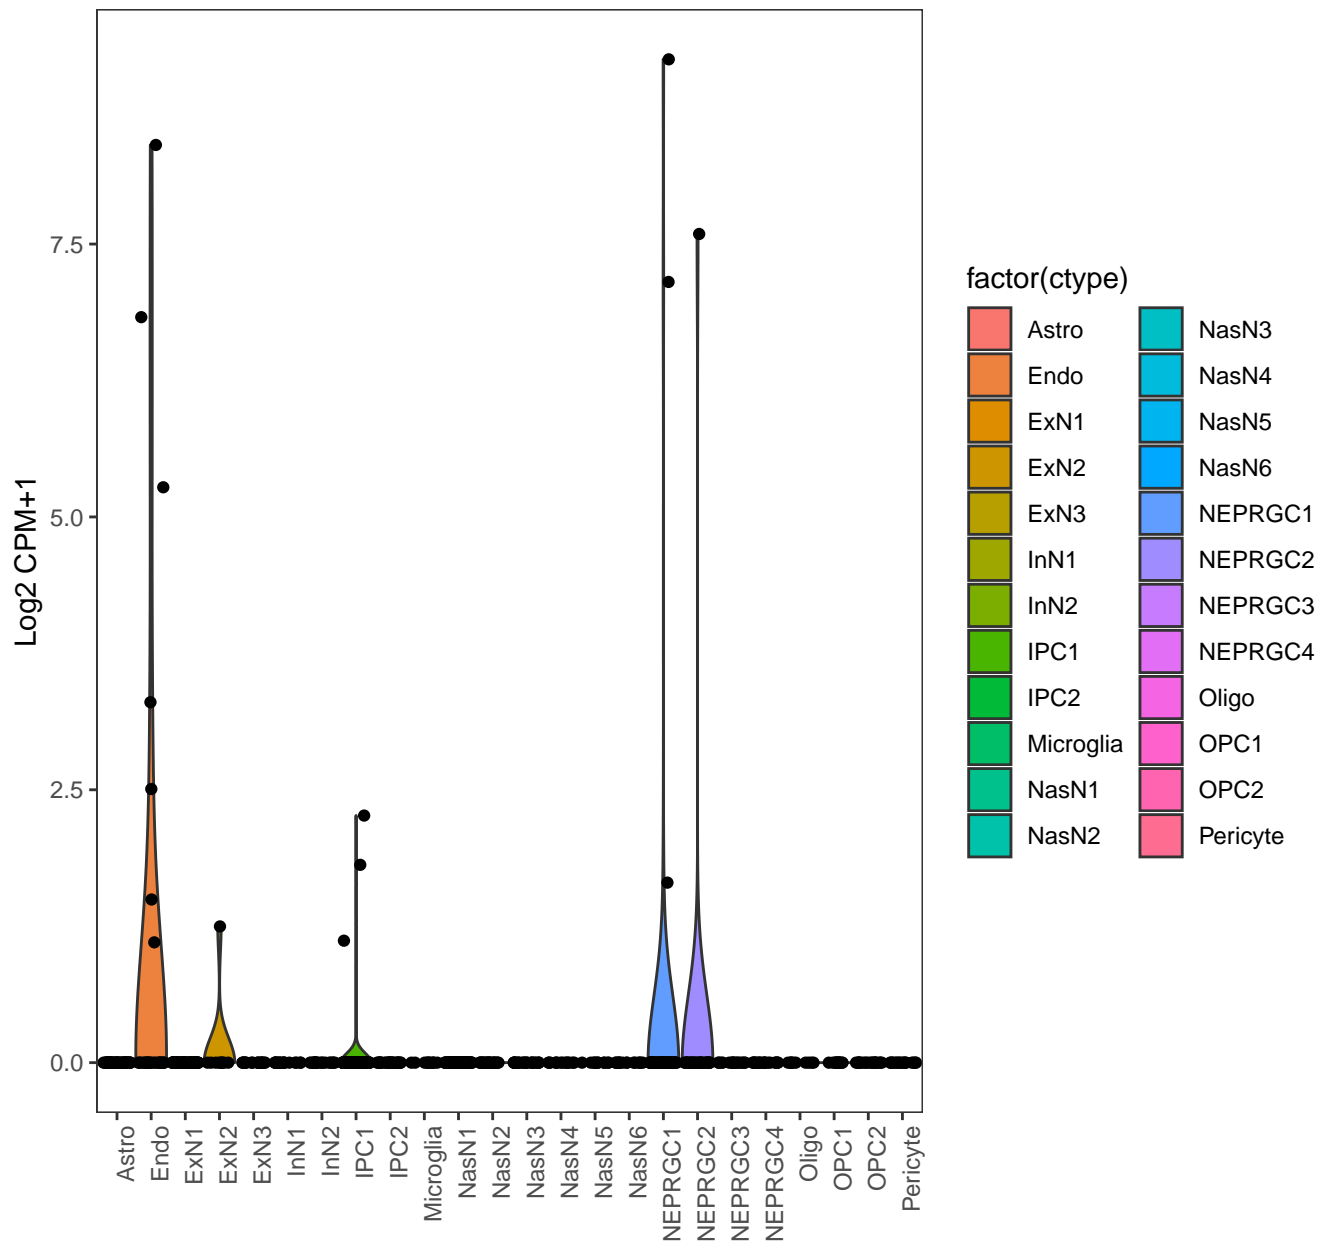 Log2 CPM+1
7.5
5.0
2.5
0.0
Astro
Endo
ExN1
ExN2
ExN3
InN1
InN2
IPC1
IPC2
Microglia
NasN1
NasN2
NasN3
NasN4
NasN5
NasN6
NEPRGC1
NEPRGC2
NEPRGC3
NEPRGC4
Oligo
OPC1
OPC2
Pericyte
factor(ctype)
Astro
Endo
ExN1
ExN2
ExN3
InN1
InN2
IPC1
IPC2
Microglia
NasN1
NasN2
NasN3
NasN4
NasN5
NasN6
NEPRGC1
NEPRGC2
NEPRGC3
NEPRGC4
Oligo
OPC1
OPC2
Pericyte